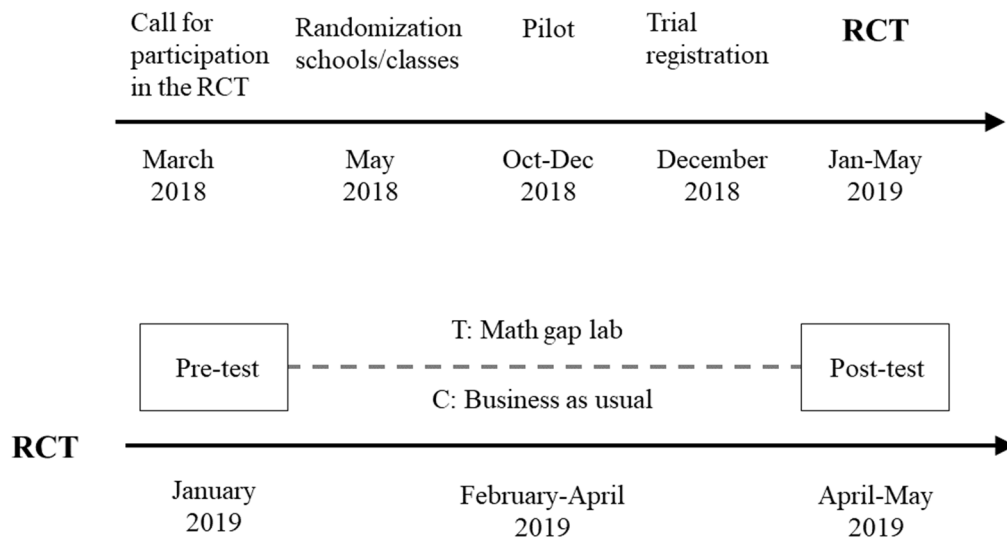 Call for
participation
in the RCT
Randomization
schools/classes
Pilot
Trial
registration
RCT
March
2018
May
2018
Oct-Dec
2018
December
2018
Jan-May
2019
T: Math gap lab
Pre-test
Post-test
C: Business as usual
RCT
January
2019
February-April
2019
April-May
2019